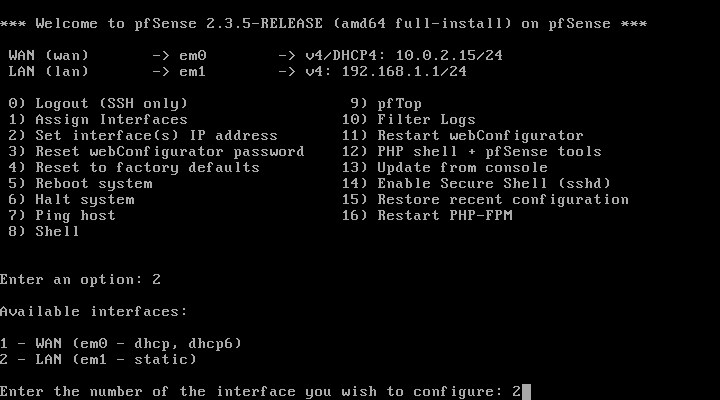 *** Welcome to pfSense 2.3.5-RELEASE (amd64 full-install) on pfSense ***
WAN (wan) -> em0 -> v4/DHCP4: 10.0.2.15/24
LAN (lan) -> em1 -> v4: 192.168.1.1/24
0) Logout (SSH only) 9) pfTop
1) Assign Interfaces 10) Filter Logs
2) Set interface(s) IP address 11) Restart webConfigurator
3) Reset webConfigurator password 12) PHP shell + pfSense tools
4) Reset to factory defaults 13) Update from console
5) Reboot system 14) Enable Secure Shell (sshd)
6) Halt system 15) Restore recent configuration
7) Ping host 16) Restart PHP-FPM
8) Shell
Enter an option: 2
Available interfaces:
1 - WAN (em0 - dhcp, dhcp6)
2 - LAN (em1 - static)
Enter the number of the interface you wish to configure: 2